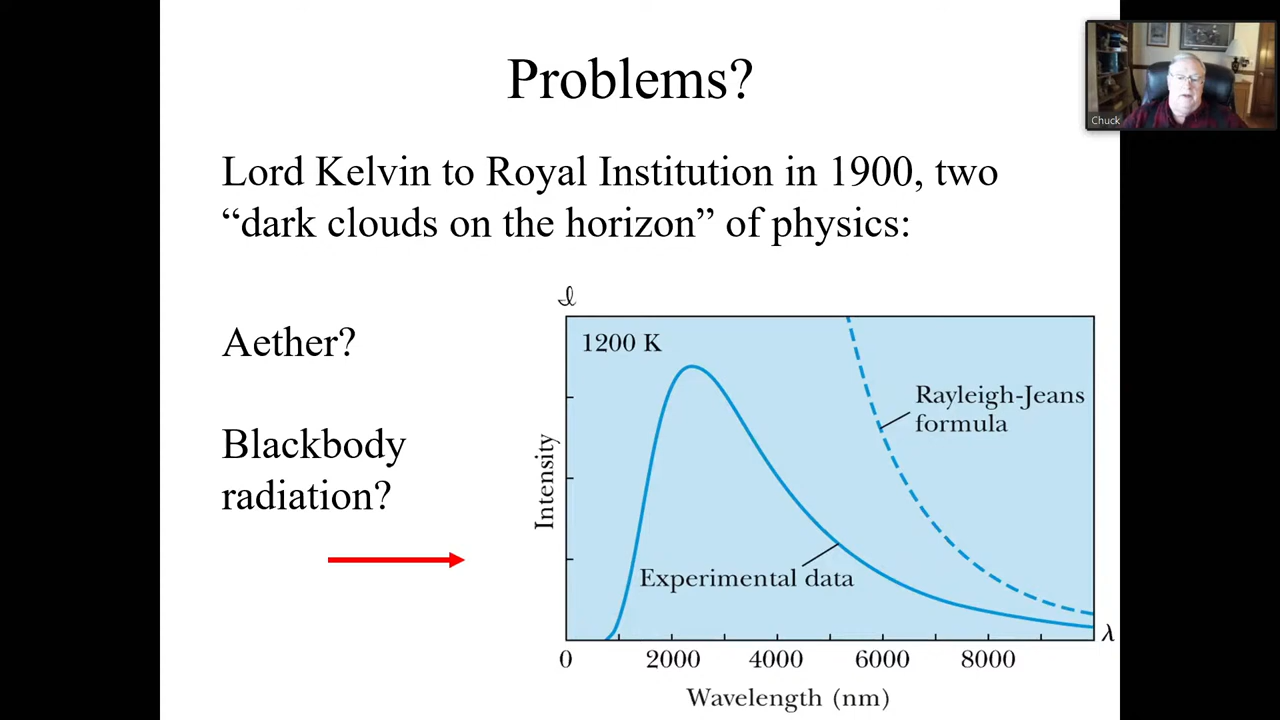 Problems?
Chuck
Lord Kelvin to Royal Institution in 1900, two
“dark clouds on the horizon” of physics:
Aether?
Blackbody
radiation?
ℐ
1200 K
Rayleigh-Jeans
formula
Experimental data
Intensity
λ
0 2000 4000 6000 8000
Wavelength (nm)